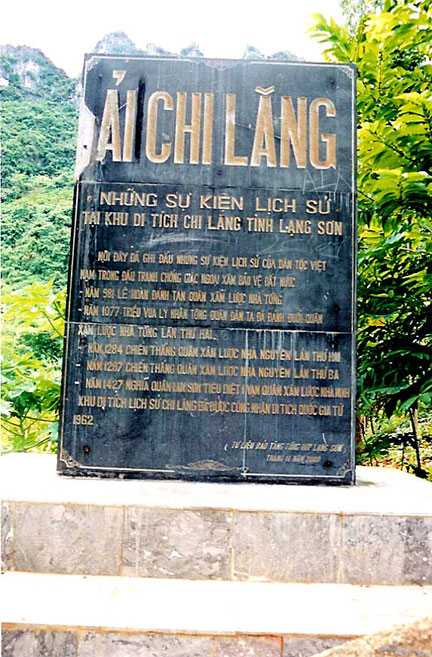 ẢI CHI LĂNG
NHỮNG SỰ KIỆN LỊCH SỬ
TẠI KHU DI TÍCH CHI LĂNG TỈNH LẠNG SƠN
NƠI ĐÂY ĐÃ GHI DẤU NHỮNG SỰ KIỆN LỊCH SỬ CỦA DÂN TỘC VIỆT
NAM TRONG ĐẤU TRANH CHỐNG GIẶC NGOẠI XÂM BẢO VỆ ĐẤT NƯỚC
- NĂM 981 LÊ HOÀN ĐÁNH TAN QUÂN XÂM LƯỢC NHÀ TỐNG
- NĂM 1077 TRIỀU VUA LÝ NHÂN TÔNG QUÂN DÂN TA ĐÃ ĐÁNH ĐUỔI QUÂN
XÂM LƯỢC NHÀ TỐNG LẦN THỨ HAI
- NĂM 1284 CHIẾN THẮNG QUÂN XÂM LƯỢC NHÀ NGUYÊN LẦN THỨ HAI
- NĂM 1287 CHIẾN THẮNG QUÂN XÂM LƯỢC NHÀ NGUYÊN LẦN THỨ BA
- NĂM 1427 NGHĨA QUÂN LAM SƠN TIÊU DIỆT 1 VẠN QUÂN XÂM LƯỢC NHÀ MINH
KHU DI TÍCH LỊCH SỬ CHI LĂNG ĐÃ ĐƯỢC CÔNG NHẬN DI TÍCH QUỐC GIA TỪ
1962
TƯ LIỆU BẢO TÀNG TỔNG HỢP LẠNG SƠN
THÁNG 11 NĂM 2000